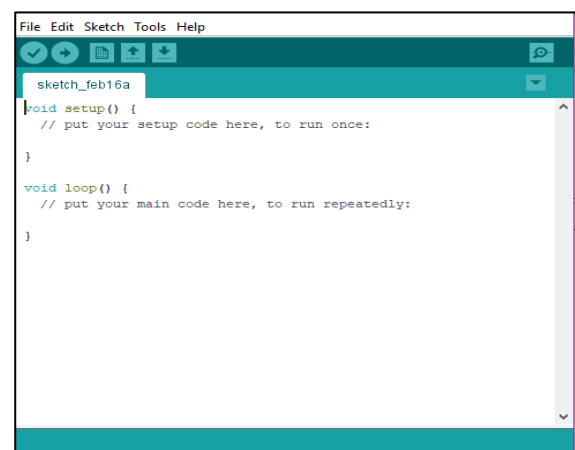 File Edit Sketch Tools Help
sketch_feb16a
void setup() {
  // put your setup code here, to run once:
}
void loop() {
  // put your main code here, to run repeatedly:
}